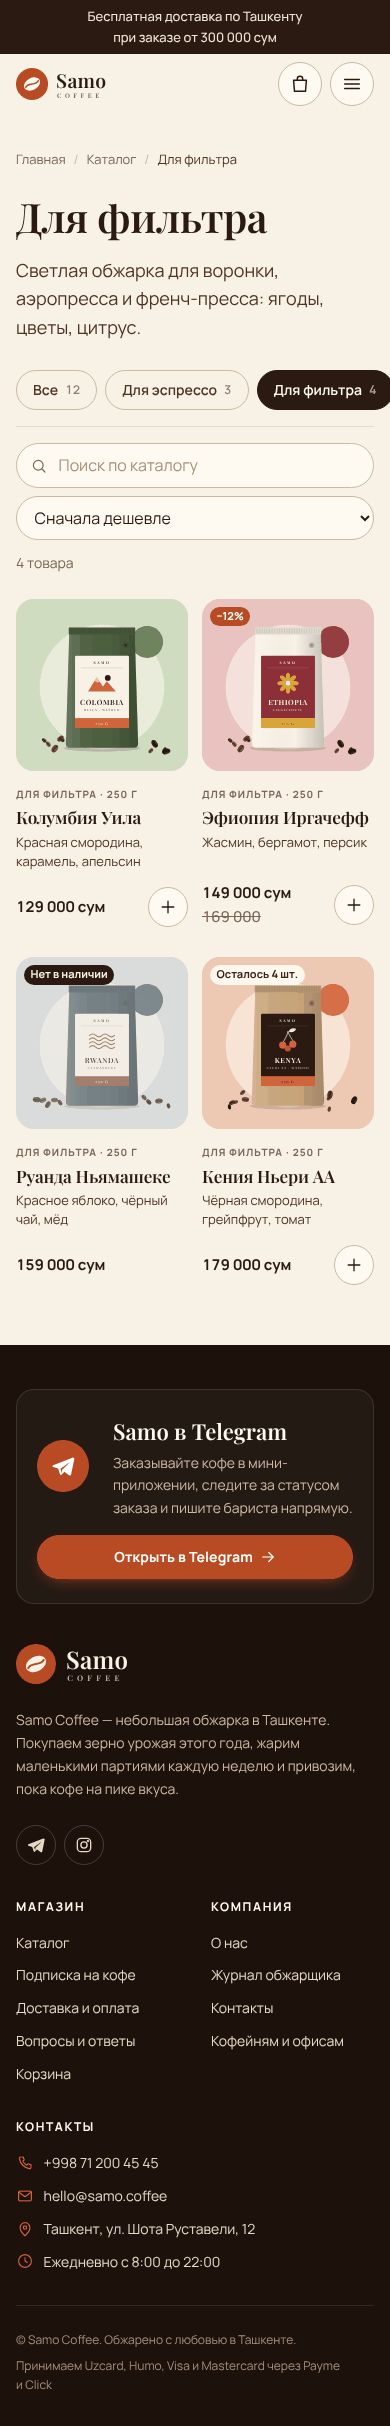 Бесплатная доставка по Ташкенту
при заказе от 300 000 сум
Samo
COFFEE
Главная / Каталог / Для фильтра
Для фильтра
Светлая обжарка для воронки,
аэропресса и френч-пресса: ягоды,
цветы, цитрус.
Все 12
Для эспрессо 3
Для фильтра 4
Поиск по каталогу
Сначала дешевле
4 товара
SAMO
COLOMBIA
−12%
SAMO
ETHIOPIA
ДЛЯ ФИЛЬТРА · 250 Г
Колумбия Уила
Красная смородина,
карамель, апельсин
129 000 сум
ДЛЯ ФИЛЬТРА · 250 Г
Эфиопия Иргачефф
Жасмин, бергамот, персик
149 000 сум
169 000
Нет в наличии
SAMO
RWANDA
Осталось 4 шт.
SAMO
KENYA
ДЛЯ ФИЛЬТРА · 250 Г
Руанда Ньямашеке
Красное яблоко, чёрный
чай, мёд
159 000 сум
ДЛЯ ФИЛЬТРА · 250 Г
Кения Ньери АА
Чёрная смородина,
грейпфрут, томат
179 000 сум
Samo в Telegram
Заказывайте кофе в мини-
приложении, следите за статусом
заказа и пишите бариста напрямую.
Открыть в Telegram
Samo
COFFEE
Samo Coffee — небольшая обжарка в Ташкенте.
Покупаем зерно урожая этого года, жарим
маленькими партиями каждую неделю и привозим,
пока кофе на пике вкуса.
МАГАЗИН
Каталог
Подписка на кофе
Доставка и оплата
Вопросы и ответы
Корзина
КОМПАНИЯ
О нас
Журнал обжарщика
Контакты
Кофейням и офисам
КОНТАКТЫ
+998 71 200 45 45
hello@samo.coffee
Ташкент, ул. Шота Руставели, 12
Ежедневно с 8:00 до 22:00
© Samo Coffee. Обжарено с любовью в Ташкенте.
Принимаем Uzcard, Humo, Visa и Mastercard через Payme
и Click